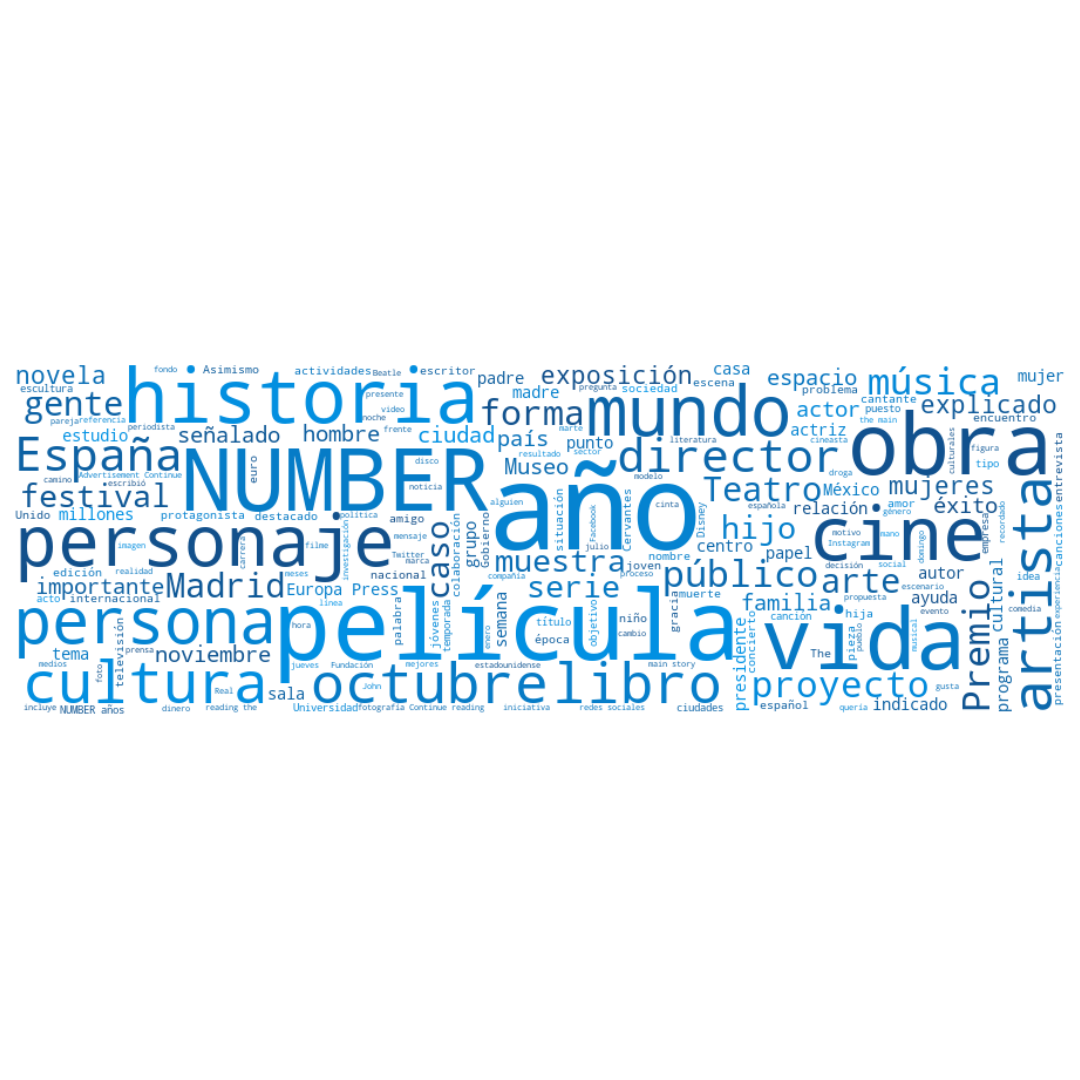 novela
escultura
gente
pareja
referencia
periodista
estudio
España
camino
Advertisement Continue
escribió
festival
Unido
millones
historia
fondo
Asimismo
actividades
Beatle
escritor
presente
video
noche
frente
señalado
hombre
ciudad
padre
madre
exposición
pregunta
sociedad
escena
casa
espacio
problema
música
cantante
puesto
explicado
mujer
encuentro
forma
mundo
actor
actriz
the main
cineasta
país
punto
Museo
resultado
sector
literatura
modelo
director
obra
culturales
figura
tipo
entrevista
canciones
artista
NUMBER
euro
disco
noticia
alguien
año
situación
Facebook
julio
Cervantes
cinta
española
droga
Disney
Teatro
México
relación
mujeres
amor
género
éxito
empresa
recordado
personaje
protagonista
destacado
política
amigo
mensaje
Twitter
marca
nacional
investigación
filme
carrera
imagen
realidad
meses
caso
colaboración
grupo
Gobierno
hijo
centro
nombre
joven
papel
motivo
mano
Instagram
decisión
social
domingo
cine
idea
edición
importante
acto
internacional
Madrid
Europa Press
línea
hora
palabra
jóvenes
temporada
enero
semana
muestra
compañía
serie
proceso
título
época
objetivo
cambio
niño
gracia
muerte
público
arte
autor
ayuda
propuesta
escenario
familia
hija
evento
comedia
experiencia
cultural
Premio
programa
presentación
persona
película
vida
canción
concierto
presidente
The
pieza
pueblo
musical
tema
medios
foto
televisión
prensa
noviembre
jueves
Fundación
mejores
estadounidense
main story
cultura
Real
sala
John
octubre
libro
proyecto
gusta
incluye
NUMBER años
dinero
reading the
Universidad
fotografía
Continue reading
iniciativa
redes sociales
ciudades
español
quería
indicado